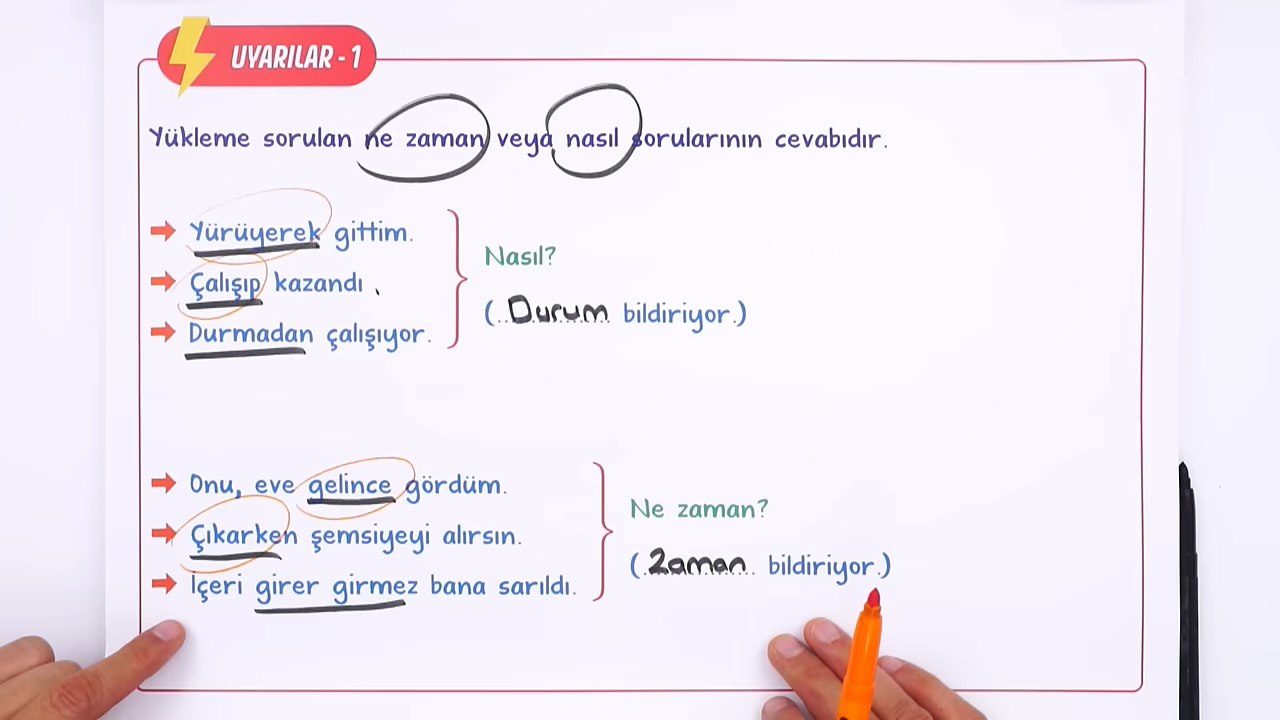 UYARILAR - 1
Yükleme sorulan ne zaman veya nasıl sorularının cevabıdır.
Yürüyerek gittim.
Çalışıp kazandı.
Durmadan çalışıyor.
Nasıl?
(..Durum.. bildiriyor.)
Onu, eve gelince gördüm.
Çıkarken şemsiyeyi alırsın.
İçeri girer girmez bana sarıldı.
Ne zaman?
(..Zaman.. bildiriyor.)